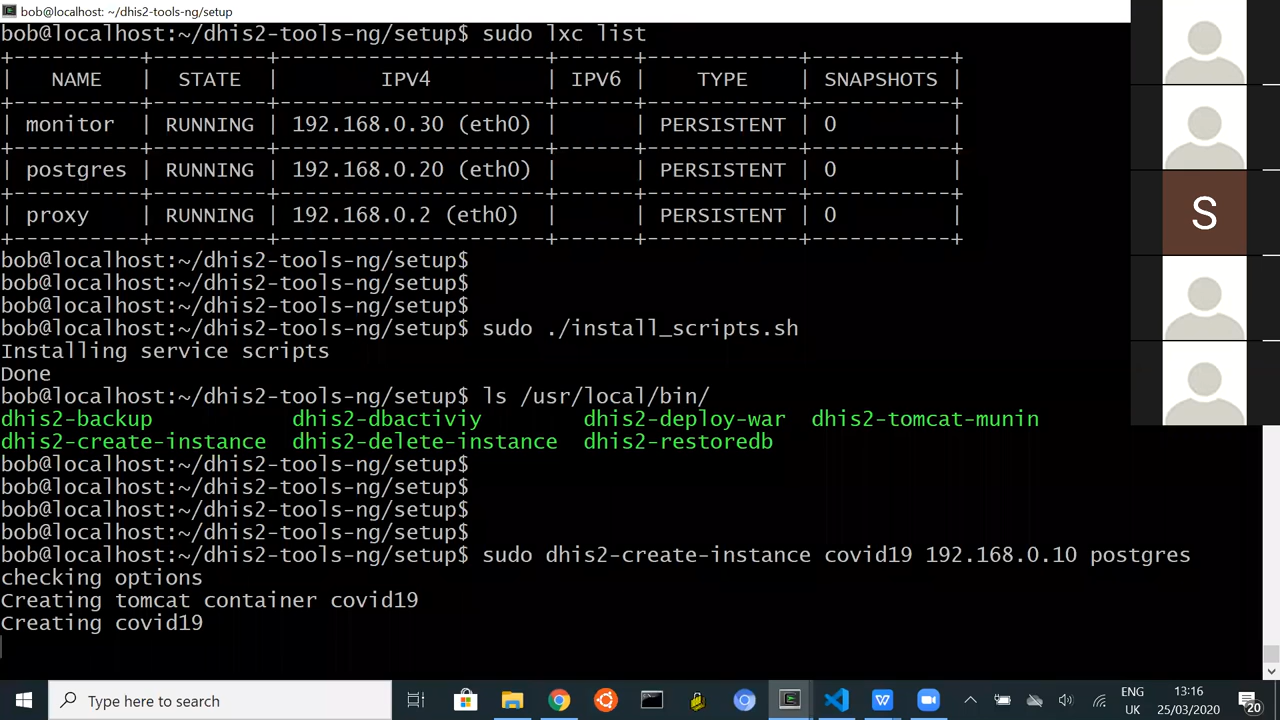 bob@localhost: ~/dhis2-tools-ng/setup
bob@localhost:~/dhis2-tools-ng/setup$ sudo lxc list
+----------+---------+---------------------+------+------------+-----------+
| NAME | STATE | IPV4 | IPV6 | TYPE | SNAPSHOTS |
+----------+---------+---------------------+------+------------+-----------+
| monitor | RUNNING | 192.168.0.30 (eth0) | | PERSISTENT | 0 |
+----------+---------+---------------------+------+------------+-----------+
| postgres | RUNNING | 192.168.0.20 (eth0) | | PERSISTENT | 0 |
+----------+---------+---------------------+------+------------+-----------+
| proxy | RUNNING | 192.168.0.2 (eth0) | | PERSISTENT | 0 |
+----------+---------+---------------------+------+------------+-----------+
bob@localhost:~/dhis2-tools-ng/setup$
bob@localhost:~/dhis2-tools-ng/setup$
bob@localhost:~/dhis2-tools-ng/setup$
bob@localhost:~/dhis2-tools-ng/setup$ sudo ./install_scripts.sh
Installing service scripts
Done
bob@localhost:~/dhis2-tools-ng/setup$ ls /usr/local/bin/
dhis2-backup dhis2-dbactiviy dhis2-deploy-war dhis2-tomcat-munin
dhis2-create-instance dhis2-delete-instance dhis2-restoredb
bob@localhost:~/dhis2-tools-ng/setup$
bob@localhost:~/dhis2-tools-ng/setup$
bob@localhost:~/dhis2-tools-ng/setup$
bob@localhost:~/dhis2-tools-ng/setup$
bob@localhost:~/dhis2-tools-ng/setup$ sudo dhis2-create-instance covid19 192.168.0.10 postgres
checking options
Creating tomcat container covid19
Creating covid19
S
Type here to search
ENG
UK
13:16
25/03/2020
20